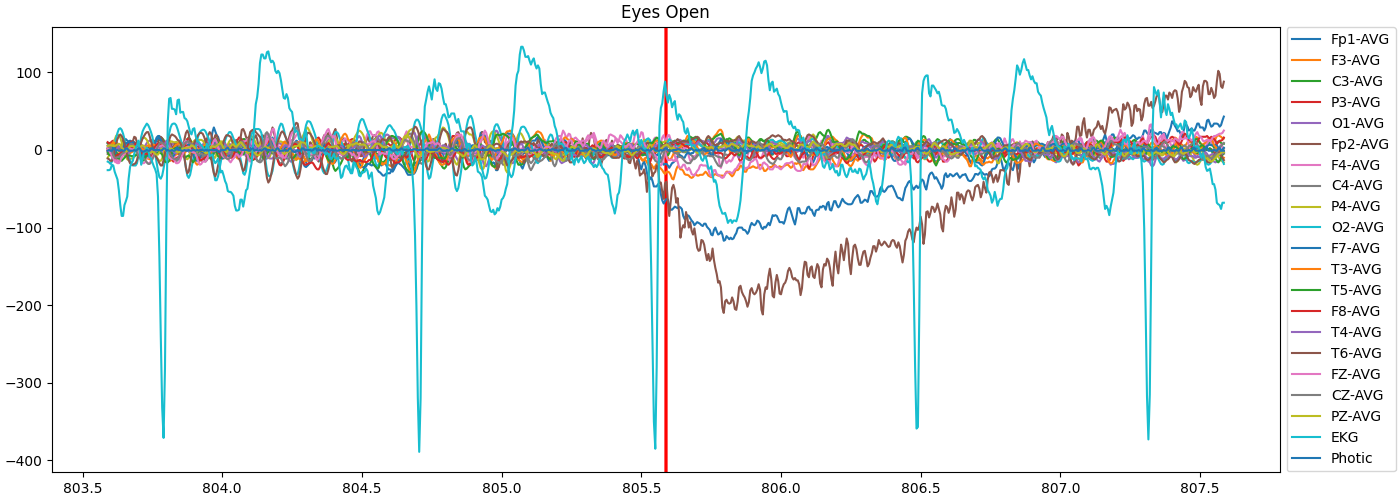 Eyes Open
100
0
−100
−200
−300
−400
803.5 804.0 804.5 805.0 805.5 806.0 806.5 807.0 807.5
Fp1-AVG
F3-AVG
C3-AVG
P3-AVG
O1-AVG
Fp2-AVG
F4-AVG
C4-AVG
P4-AVG
O2-AVG
F7-AVG
T3-AVG
T5-AVG
F8-AVG
T4-AVG
T6-AVG
FZ-AVG
CZ-AVG
PZ-AVG
EKG
Photic